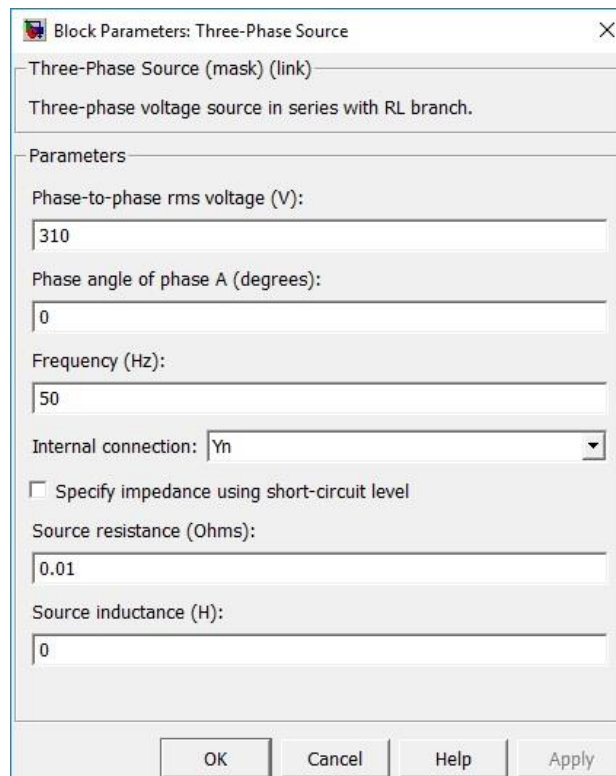 Block Parameters: Three-Phase Source
Three-Phase Source (mask) (link)
Three-phase voltage source in series with RL branch.
Parameters
Phase-to-phase rms voltage (V):
310
Phase angle of phase A (degrees):
0
Frequency (Hz):
50
Internal connection: Yn
Specify impedance using short-circuit level
Source resistance (Ohms):
0.01
Source inductance (H):
0
OK Cancel Help Apply